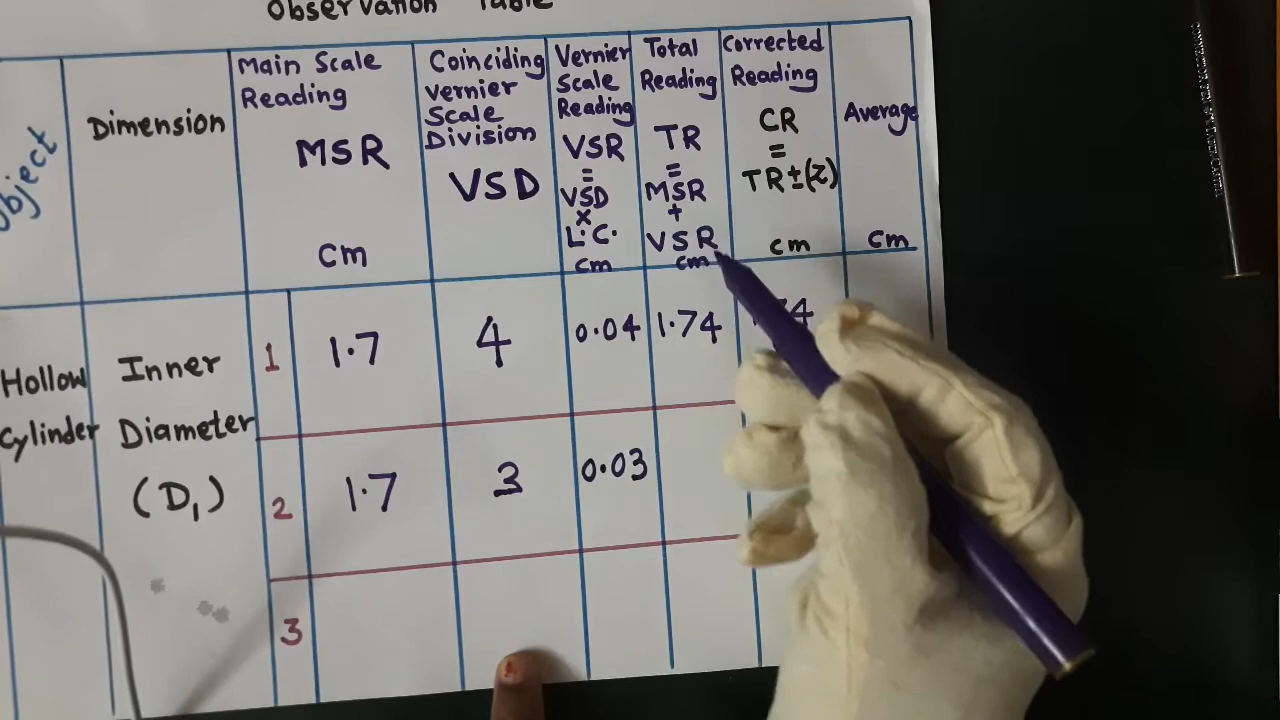 Observation Table
Object
Dimension
Main Scale
Reading
MSR
cm
Coinciding
Vernier
Scale
Division
VSD
Vernier
Scale
Reading
VSR
=
VSD
×
L.C.
cm
Total
Reading
TR
=
MSR
+
VSR
cm
Corrected
Reading
CR
=
TR±(Z)
cm
Average
cm
Hollow
Cylinder
Inner
Diameter
(D₁)
1
1.7
4
0.04
1.74
2
1.7
3
0.03
3